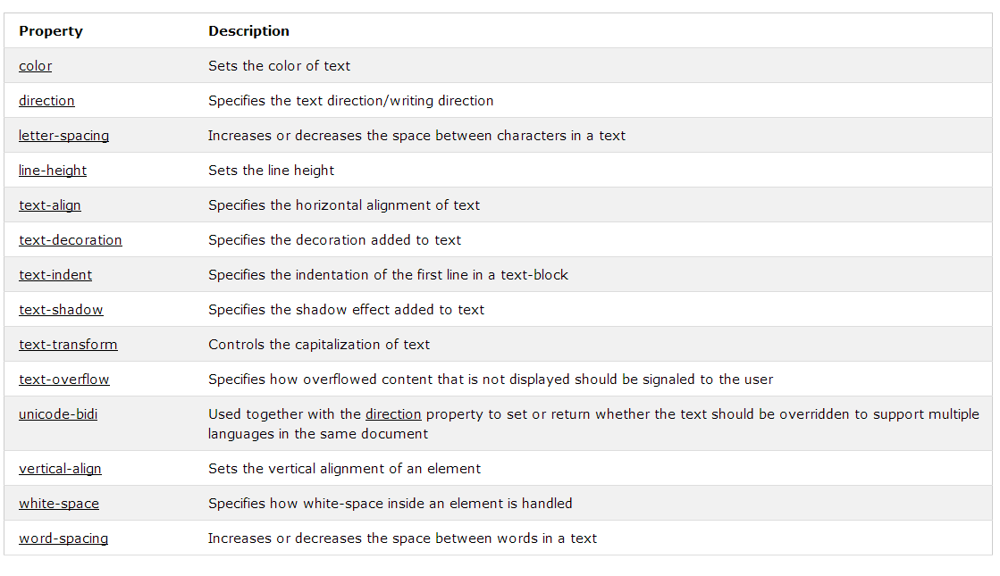 Property Description
color Sets the color of text
direction Specifies the text direction/writing direction
letter-spacing Increases or decreases the space between characters in a text
line-height Sets the line height
text-align Specifies the horizontal alignment of text
text-decoration Specifies the decoration added to text
text-indent Specifies the indentation of the first line in a text-block
text-shadow Specifies the shadow effect added to text
text-transform Controls the capitalization of text
text-overflow Specifies how overflowed content that is not displayed should be signaled to the user
unicode-bidi Used together with the direction property to set or return whether the text should be overridden to support multiple
languages in the same document
vertical-align Sets the vertical alignment of an element
white-space Specifies how white-space inside an element is handled
word-spacing Increases or decreases the space between words in a text